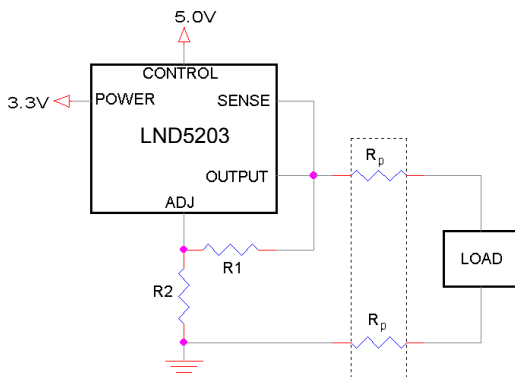 5.0V
CONTROL
3.3V
POWER
SENSE
LND5203
OUTPUT
ADJ
Rp
R1
LOAD
R2
Rp